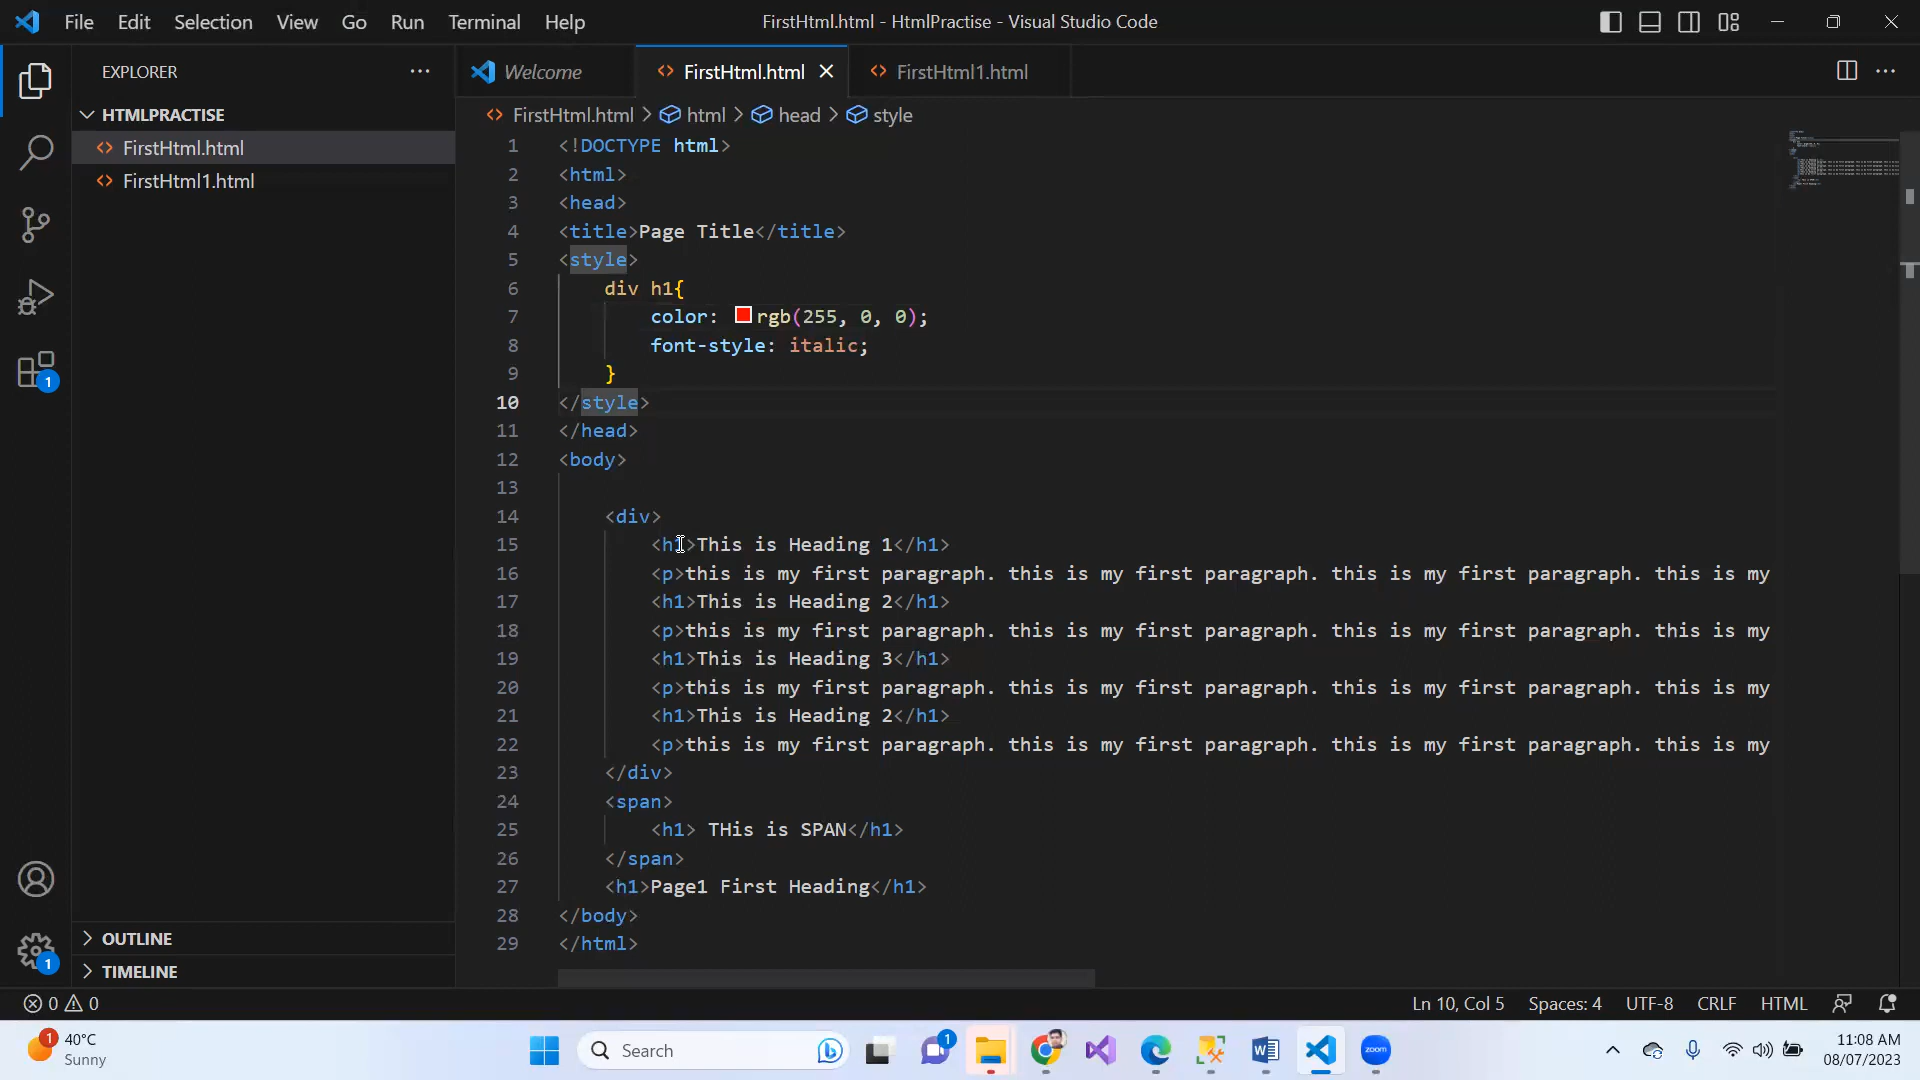 File Edit Selection View Go Run Terminal Help FirstHtml.html - HtmlPractise - Visual Studio Code
EXPLORER
Welcome FirstHtml.html FirstHtml1.html
HTMLPRACTISE
FirstHtml.html
FirstHtml1.html
OUTLINE
TIMELINE
FirstHtml.html > html > head > style
1 <!DOCTYPE html>
2 <html>
3 <head>
4 <title>Page Title</title>
5 <style>
6 div h1{
7 color: rgb(255, 0, 0);
8 font-style: italic;
9 }
10 </style>
11 </head>
12 <body>
13
14 <div>
15 <h1>This is Heading 1</h1>
16 <p>this is my first paragraph. this is my first paragraph. this is my first paragraph. this is my
17 <h1>This is Heading 2</h1>
18 <p>this is my first paragraph. this is my first paragraph. this is my first paragraph. this is my
19 <h1>This is Heading 3</h1>
20 <p>this is my first paragraph. this is my first paragraph. this is my first paragraph. this is my
21 <h1>This is Heading 2</h1>
22 <p>this is my first paragraph. this is my first paragraph. this is my first paragraph. this is my
23 </div>
24 <span>
25 <h1> THis is SPAN</h1>
26 </span>
27 <h1>Page1 First Heading</h1>
28 </body>
29 </html>
1
1
0 0 Ln 10, Col 5 Spaces: 4 UTF-8 CRLF HTML
1 40°C
Sunny
Search
1
zoom
11:08 AM
08/07/2023